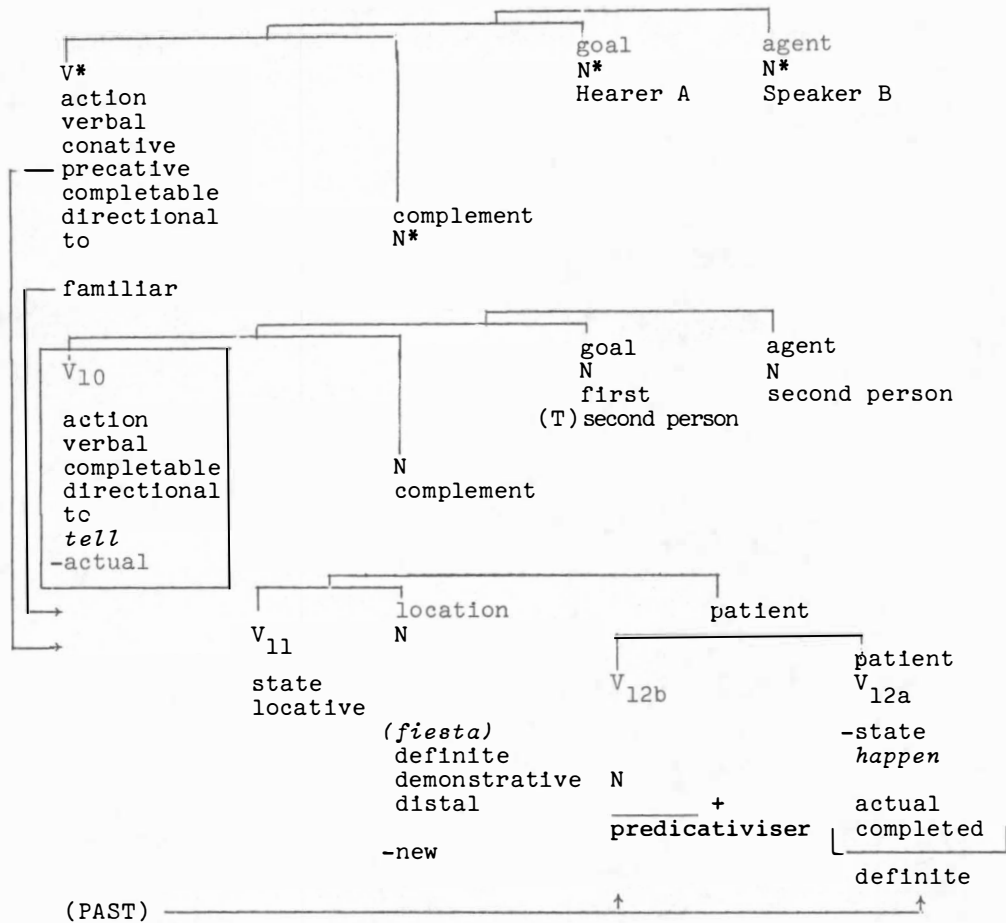 goal agent
V* N* N*
action Hearer A Speaker B
verbal
conative
precative
completable
directional complement
to N*
familiar
goal agent
V10 N N
first second person
action (T) second person
verbal
completable N
directional complement
tc
tell
-actual
location patient
V11 N
patient
state V12b V12a
locative
(fiesta) -state
definite happen
demonstrative N
distal + actual
predicativiser completed
-new
definite
(PAST)